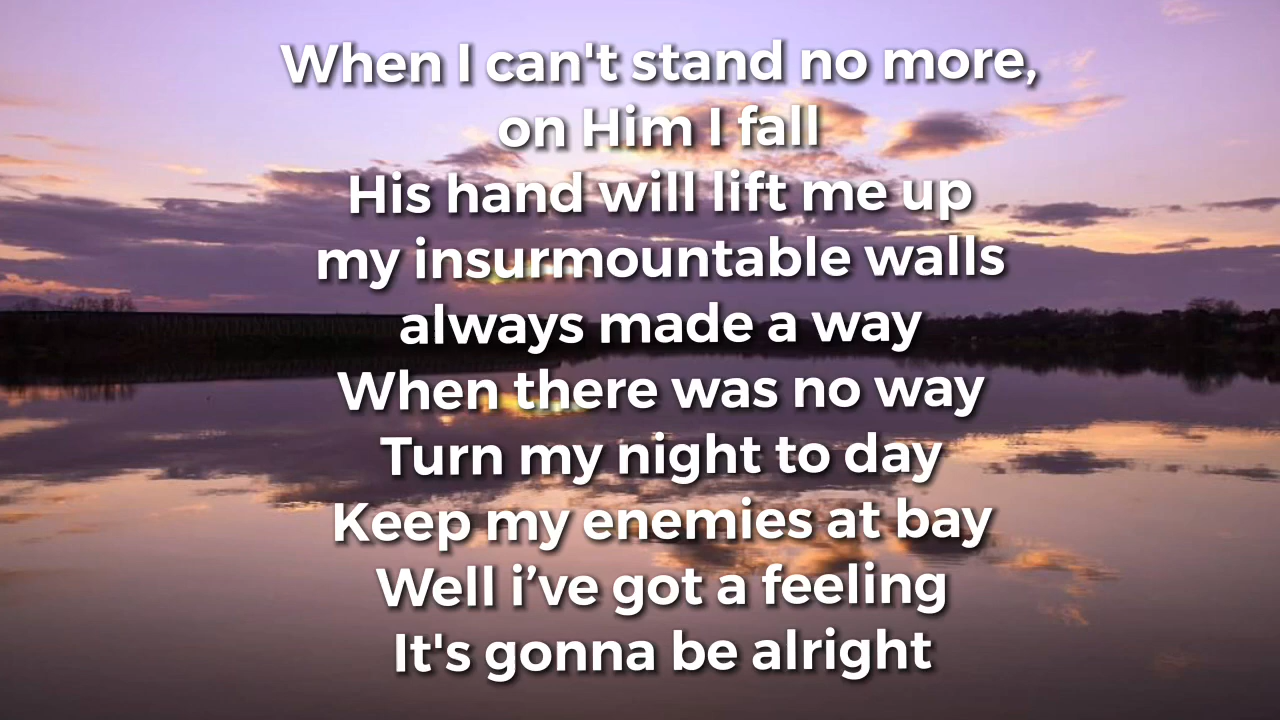 When I can't stand no more,
on Him I fall
His hand will lift me up
my insurmountable walls
always made a way
When there was no way
Turn my night to day
Keep my enemies at bay
Well i’ve got a feeling
It's gonna be alright